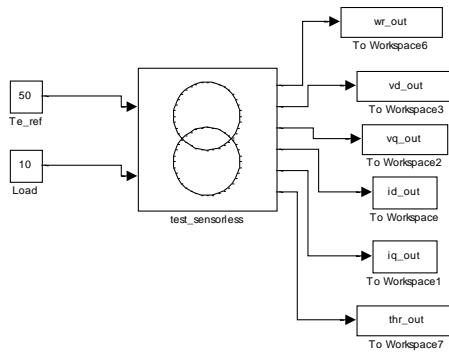 wr_out
To Workspace6
50
Te_ref
vd_out
To Workspace3
vq_out
To Workspace2
10
Load
id_out
To Workspace
test_sensorless
iq_out
To Workspace1
thr_out
To Workspace7